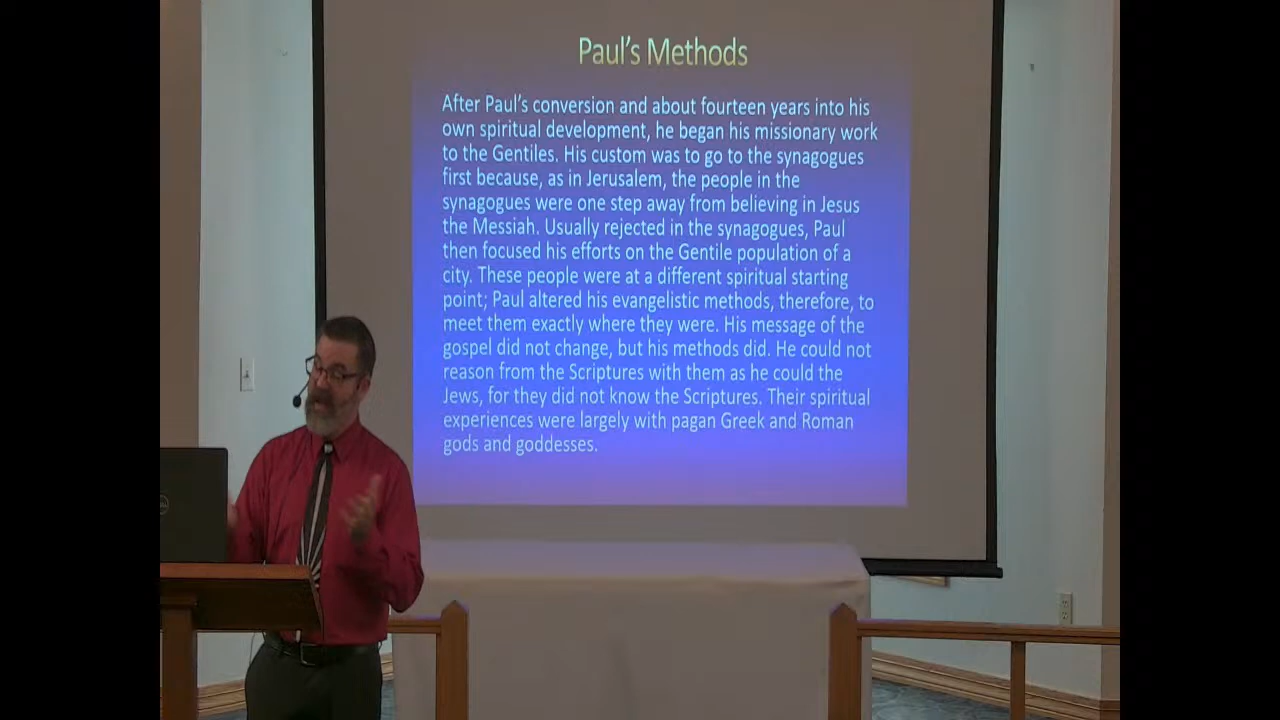 Paul's Methods
After Paul's conversion and about fourteen years into his
own spiritual development, he began his missionary work
to the Gentiles. His custom was to go to the synagogues
first because, as in Jerusalem, the people in the
synagogues were one step away from believing in Jesus
the Messiah. Usually rejected in the synagogues, Paul
then focused his efforts on the Gentile population of a
city. These people were at a different spiritual starting
point; Paul altered his evangelistic methods, therefore, to
meet them exactly where they were. His message of the
gospel did not change, but his methods did. He could not
reason from the Scriptures with them as he could the
Jews, for they did not know the Scriptures. Their spiritual
experiences were largely with pagan Greek and Roman
gods and goddesses.